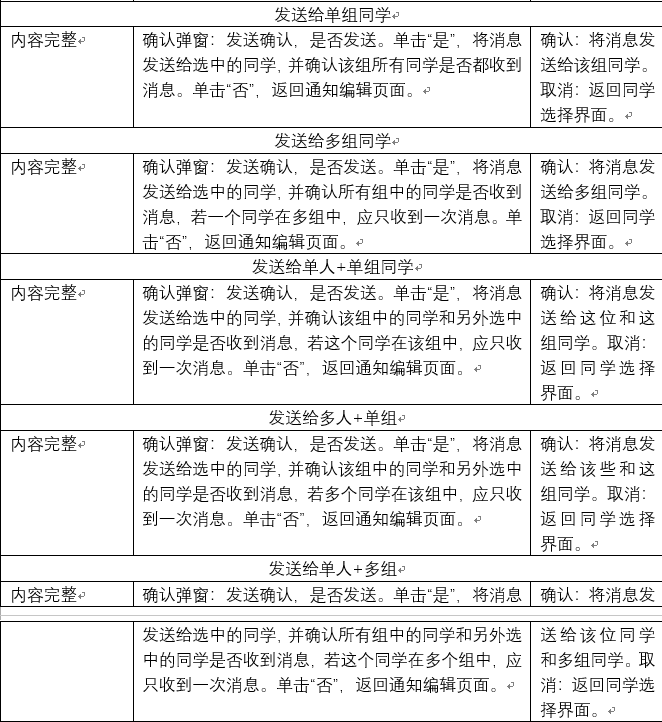 发送给单组同学
内容完整
确认弹窗：发送确认，是否发送。单击“是”，将消息
发送给选中的同学，并确认该组所有同学是否都收到
消息。单击“否”，返回通知编辑页面。
确认：将消息发
送给该组同学。
取消：返回同学
选择界面。
发送给多组同学
内容完整
确认弹窗：发送确认，是否发送。单击“是”，将消息
发送给选中的同学，并确认所有组中的同学是否收到
消息，若一个同学在多组中，应只收到一次消息。单
击“否”，返回通知编辑页面。
确认：将消息发
送给多组同学。
取消：返回同学
选择界面。
发送给单人+单组同学
内容完整
确认弹窗：发送确认，是否发送。单击“是”，将消息
发送给选中的同学，并确认该组中的同学和另外选中
的同学是否收到消息，若这个同学在该组中，应只收
到一次消息。单击“否”，返回通知编辑页面。
确认：将消息发
送给这位和这
组同学。取消：
返回同学选择
界面。
发送给多人+单组
内容完整
确认弹窗：发送确认，是否发送。单击“是”，将消息
发送给选中的同学，并确认该组中的同学和另外选中
的同学是否收到消息，若多个同学在该组中，应只收
到一次消息。单击“否”，返回通知编辑页面。
确认：将消息发
送给该些和这
组同学。取消：
返回同学选择
界面。
发送给单人+多组
内容完整
确认弹窗：发送确认，是否发送。单击“是”，将消息
发送给选中的同学，并确认所有组中的同学和另外选
中的同学是否收到消息，若这个同学在多个组中，应
只收到一次消息。单击“否”，返回通知编辑页面。
确认：将消息发
送给该位同学
和多组同学。取
消：返回同学选
择界面。